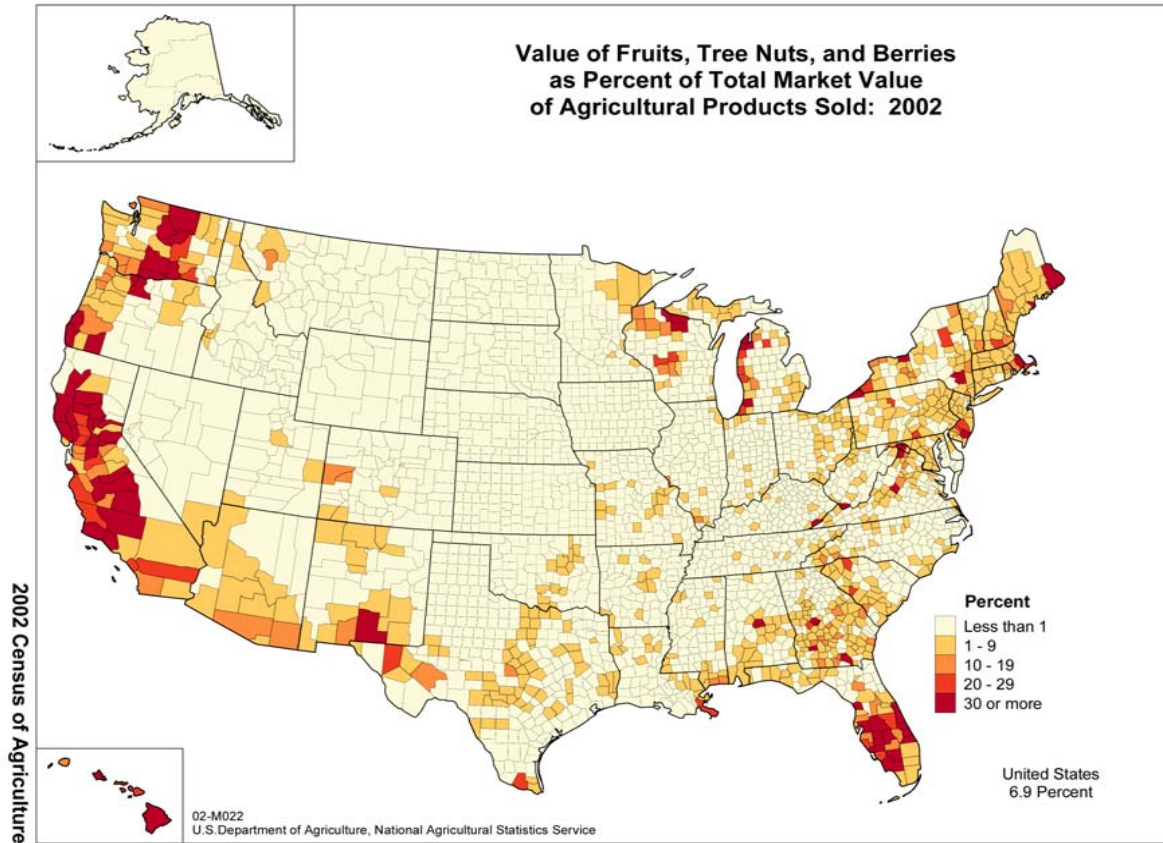 Value of Fruits, Tree Nuts, and Berries
as Percent of Total Market Value
of Agricultural Products Sold: 2002
2002 Census of Agriculture
Percent
Less than 1
1 - 9
10 - 19
20 - 29
30 or more
United States
6.9 Percent
02-M022
U.S.Department of Agriculture, National Agricultural Statistics Service